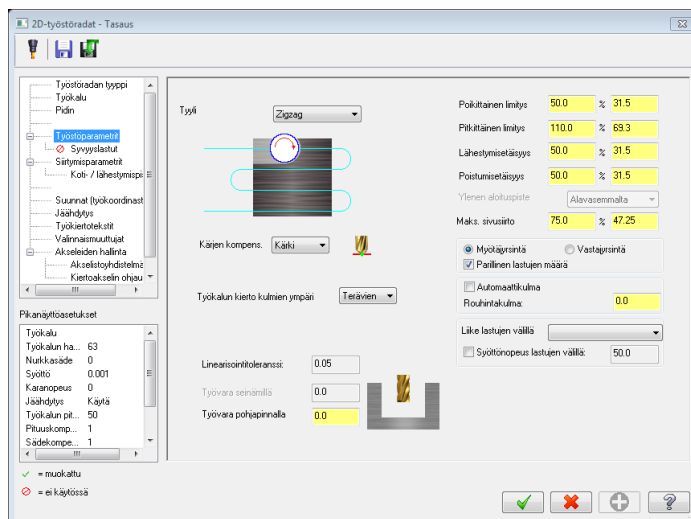 2D-työstöradat - Tasaus
Työstöradan tyyppi
Työkalu
Pidin
Työstöparametrit
Syvyyslastut
Siirtymisparametrit
Koti- / lähestymispi
Suunnat (työkoordinast
Jäähdytys
Työkiertotekstit
Valinnaismuuttujat
Akseleiden hallinta
Akselistoyhdistelmä
Kiertoakselin ohjau
Pikanäyttöasetukset
Työkalu
Työkalun ha... 63
Nurkkasäde 0
Syöttö 0.001
Karanopeus 0
Jäähdytys Käytä
Työkalun pit... 50
Pituuskomp... 1
Sädekompe... 1
= muokattu
= ei käytössä
Tyyli Zigzag
Kärjen kompens. Kärki
Työkalun kierto kulmien ympäri Terävien
Linearisointitoleranssi: 0.05
Työvara seinämillä 0.0
Työvara pohjapinnalla 0.0
Poikittainen limitys 50.0 % 31.5
Pitkittäinen limitys 110.0 % 69.3
Lähestymisetäisyys 50.0 % 31.5
Poistumisetäisyys 50.0 % 31.5
Ylenen aloituspiste Alavasemmalta
Maks. sivusiirto 75.0 % 47.25
Myötäjyrsintä Vastajyrsintä
Parillinen lastujen määrä
Automaattikulma
Rouhintakulma: 0.0
Liike lastujen välillä
Syöttönopeus lastujen välillä: 50.0